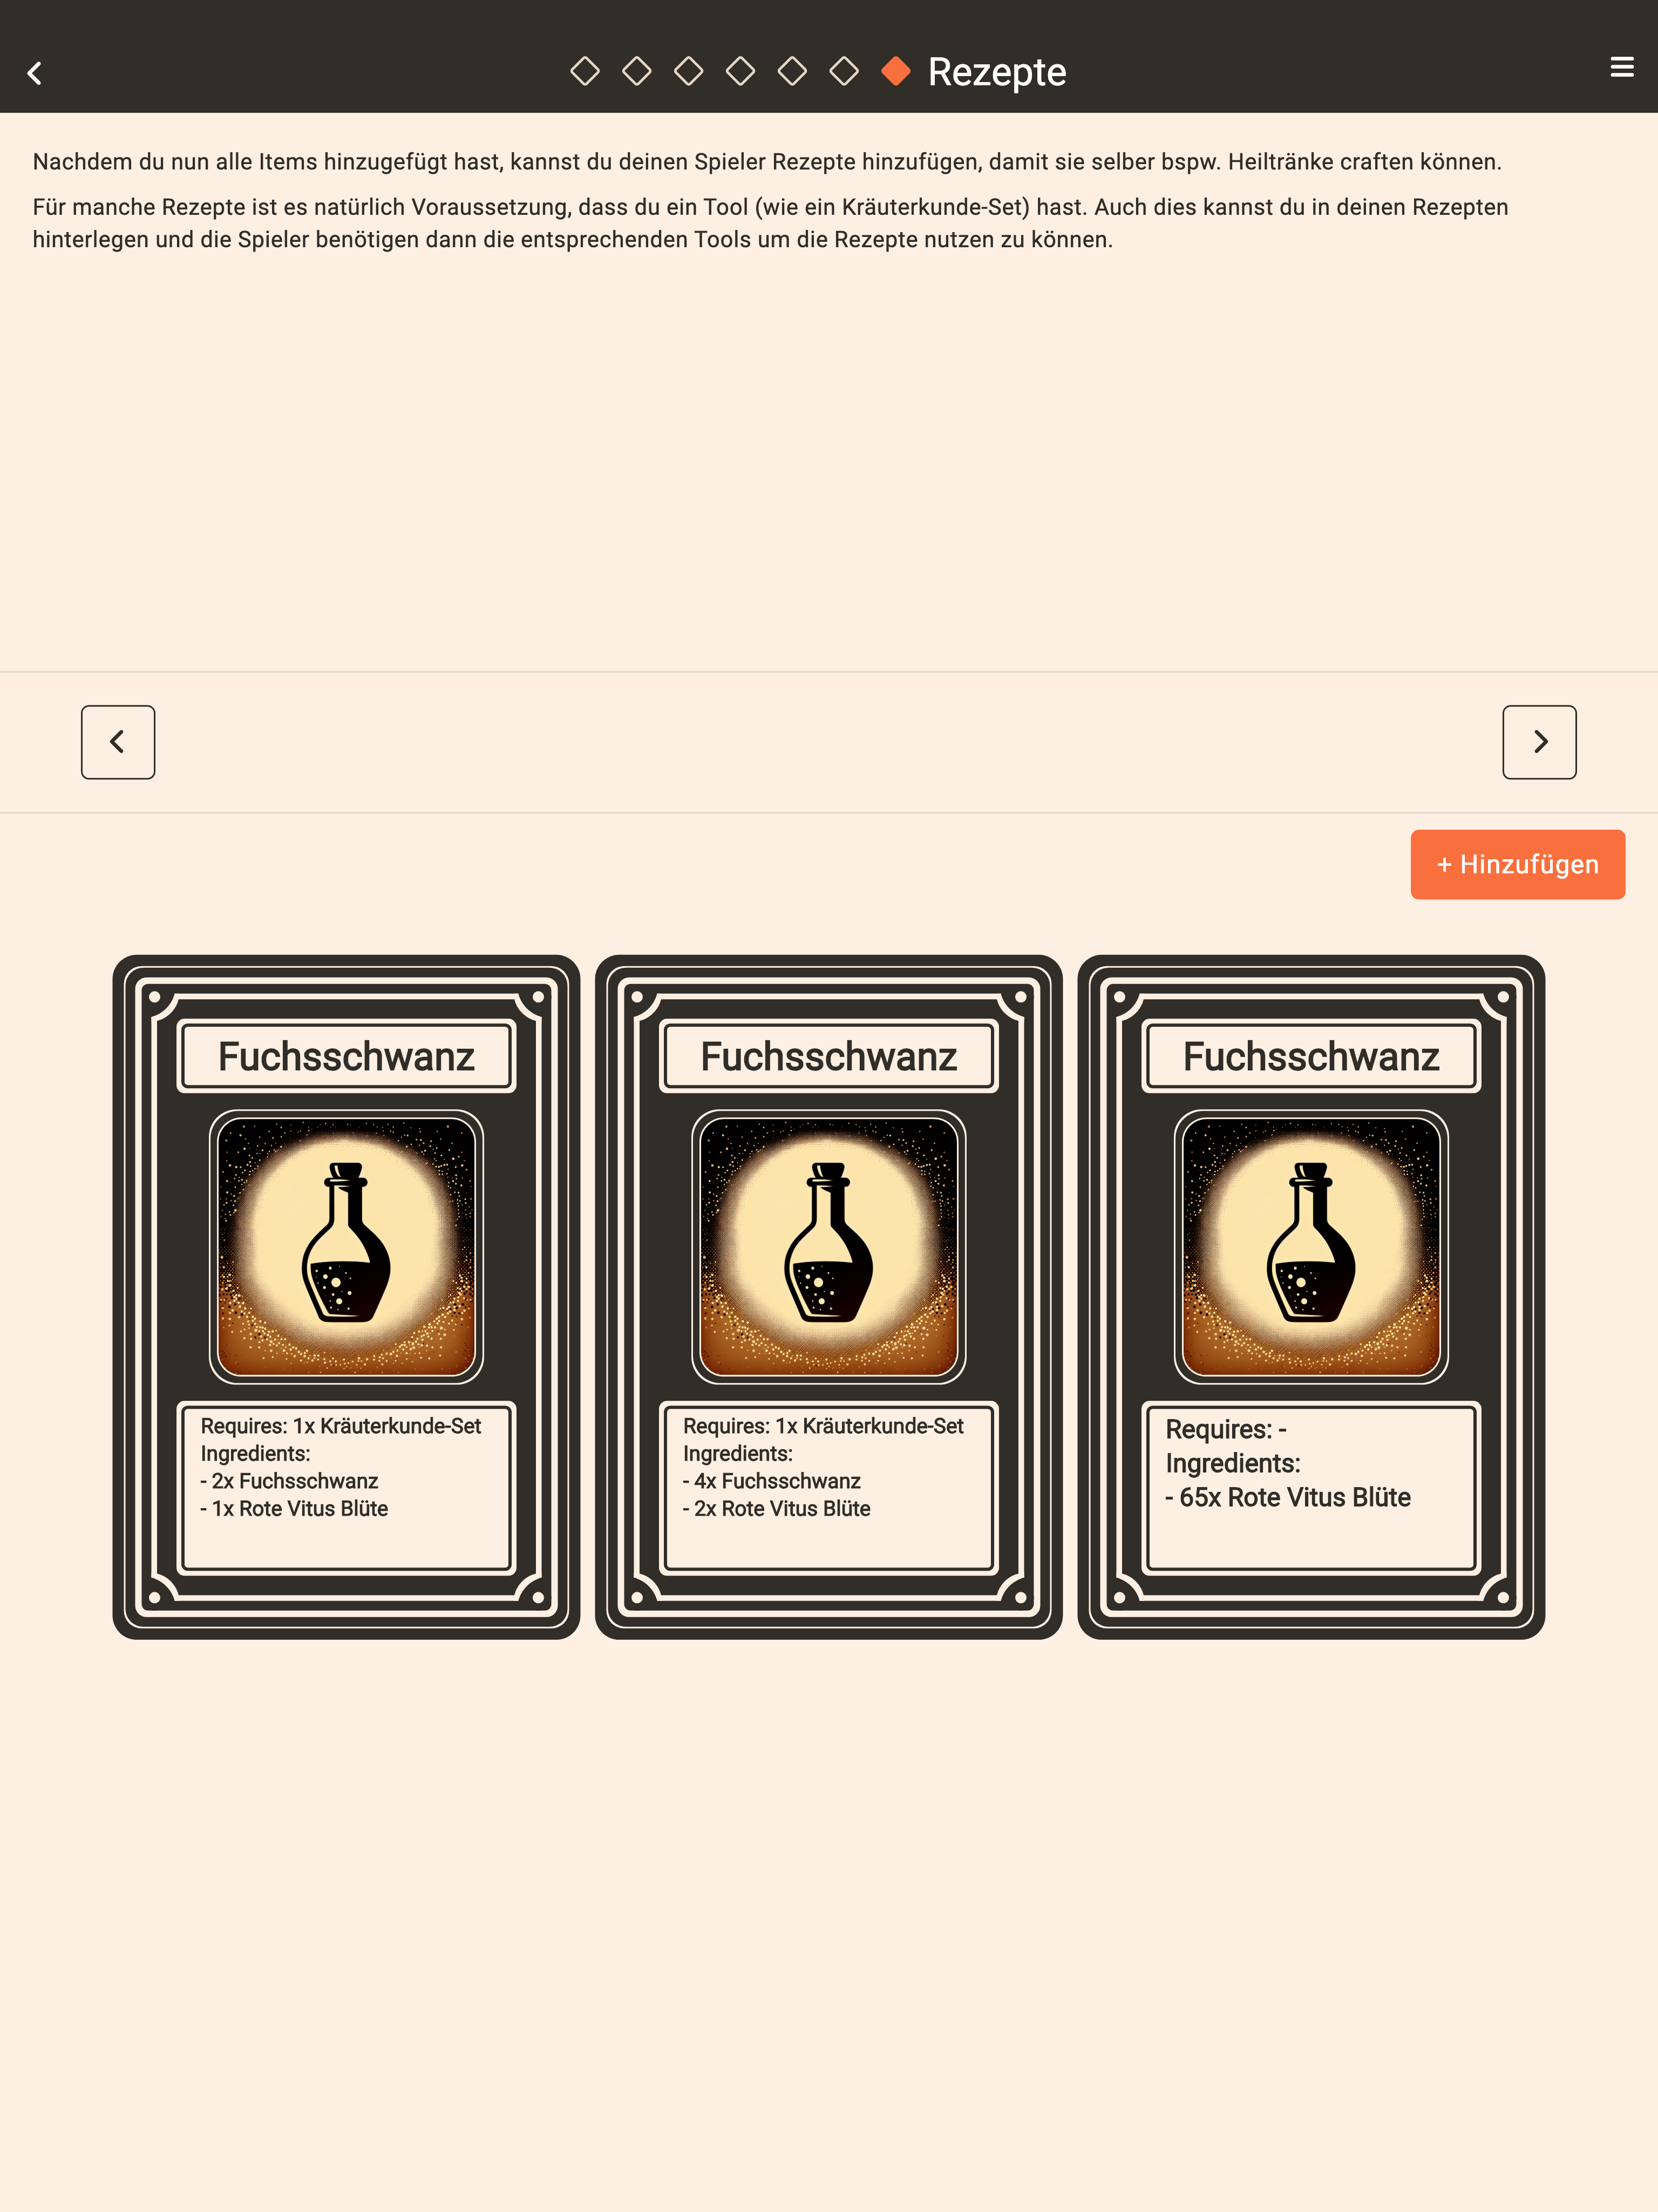 Rezepte
Nachdem du nun alle Items hinzugefügt hast, kannst du deinen Spieler Rezepte hinzufügen, damit sie selber bspw. Heiltränke craften können.
Für manche Rezepte ist es natürlich Voraussetzung, dass du ein Tool (wie ein Kräuterkunde-Set) hast. Auch dies kannst du in deinen Rezepten
hinterlegen und die Spieler benötigen dann die entsprechenden Tools um die Rezepte nutzen zu können.
+ Hinzufügen
Fuchsschwanz
Requires: 1x Kräuterkunde-Set
Ingredients:
- 2x Fuchsschwanz
- 1x Rote Vitus Blüte
Fuchsschwanz
Requires: 1x Kräuterkunde-Set
Ingredients:
- 4x Fuchsschwanz
- 2x Rote Vitus Blüte
Fuchsschwanz
Requires: -
Ingredients:
- 65x Rote Vitus Blüte